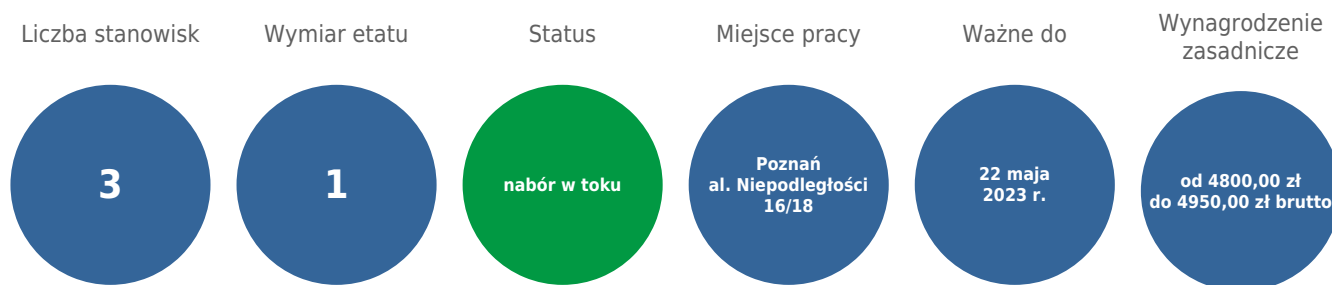 Liczba stanowisk
3
Wymiar etatu
1
Status
nabór w toku
Miejsce pracy
Poznań
al. Niepodległości
16/18
Ważne do
22 maja
2023 r.
Wynagrodzenie
zasadnicze
od 4800,00 zł
do 4950,00 zł brutto